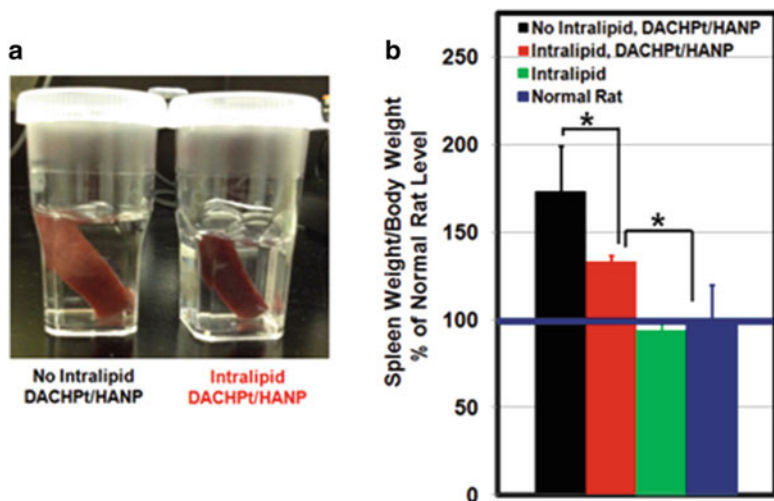 a
No Intralipid
DACHPt/HANP
Intralipid
DACHPt/HANP
b
No Intralipid, DACHPt/HANP
Intralipid, DACHPt/HANP
Intralipid
Normal Rat
Spleen Weight/Body Weight
% of Normal Rat Level
250
200
150
100
50
0
*
*